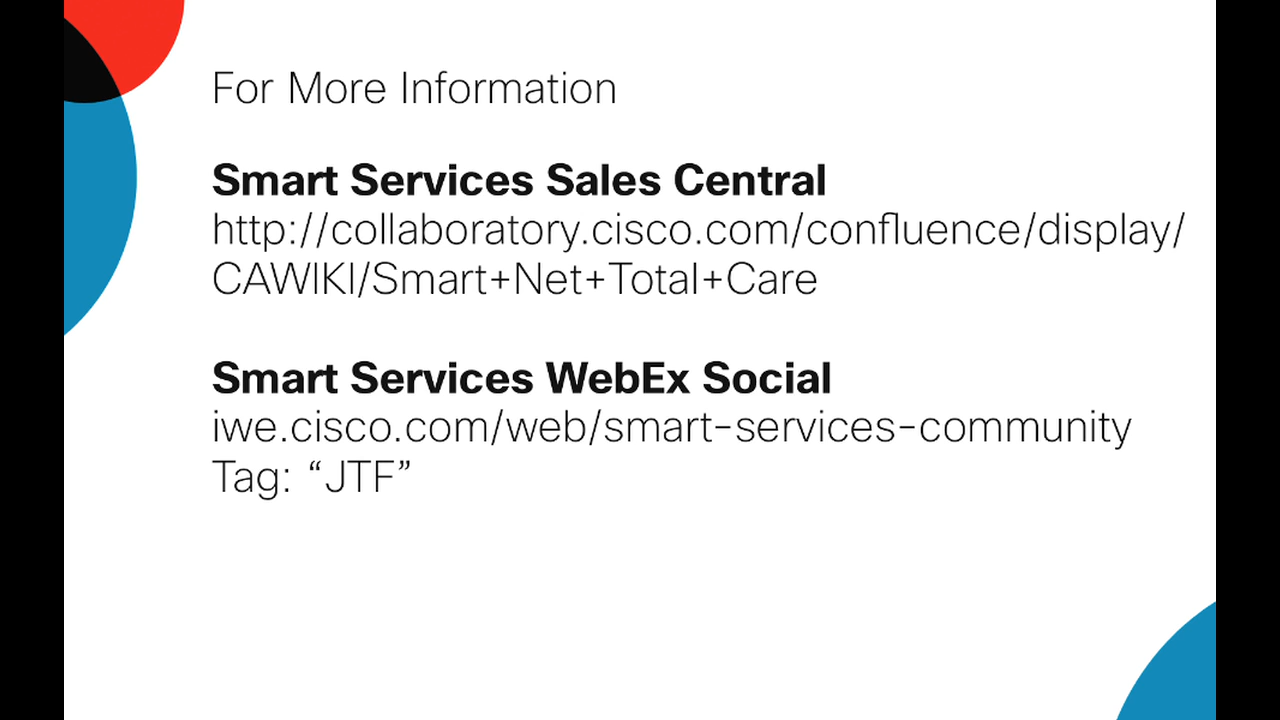 For More Information
Smart Services Sales Central
http://collaboratory.cisco.com/confluence/display/
CAWIKI/Smart+Net+Total+Care
Smart Services WebEx Social
iwe.cisco.com/web/smart-services-community
Tag: “JTF”